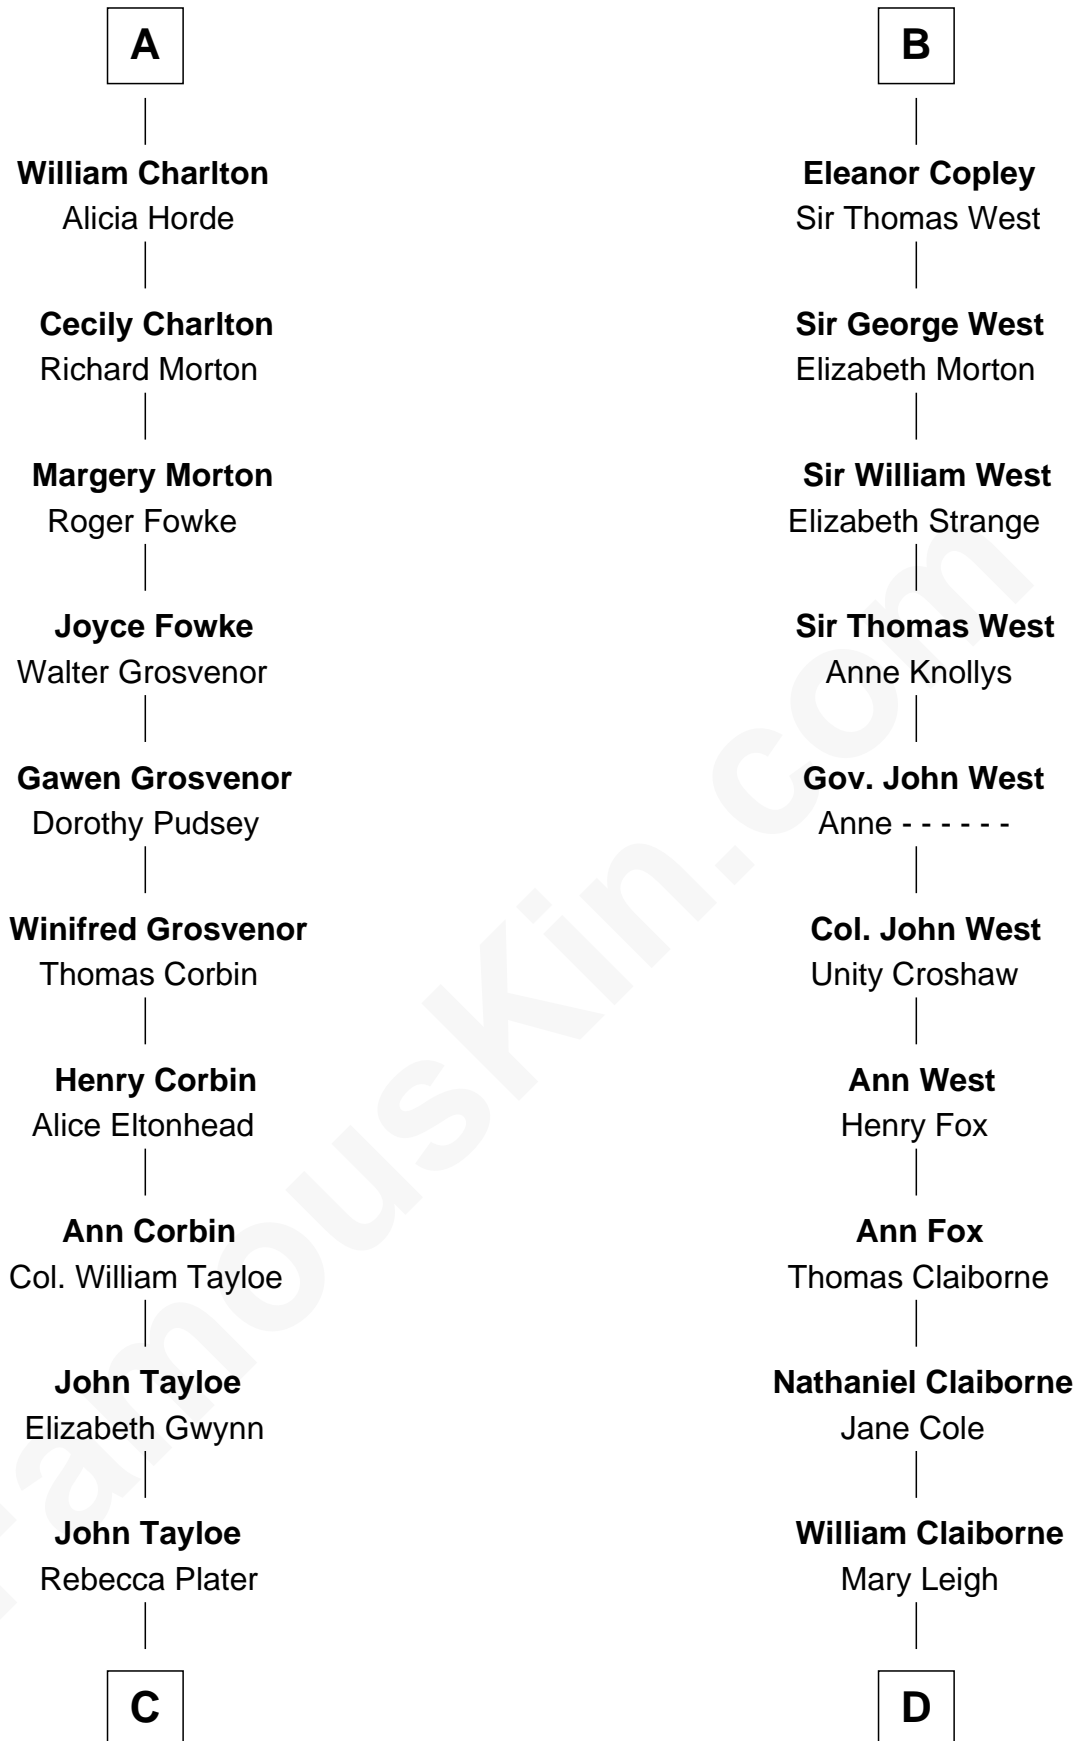 A
William Charlton
Alicia Horde
Cecily Charlton
Richard Morton
Margery Morton
Roger Fowke
Joyce Fowke
Walter Grosvenor
Gawen Grosvenor
Dorothy Pudsey
Winifred Grosvenor
Thomas Corbin
Henry Corbin
Alice Eltonhead
Ann Corbin
Col. William Tayloe
John Tayloe
Elizabeth Gwynn
John Tayloe
Rebecca Plater
C
B
Eleanor Copley
Sir Thomas West
Sir George West
Elizabeth Morton
Sir William West
Elizabeth Strange
Sir Thomas West
Anne Knollys
Gov. John West
Anne - - - - - -
Col. John West
Unity Croshaw
Ann West
Henry Fox
Ann Fox
Thomas Claiborne
Nathaniel Claiborne
Jane Cole
William Claiborne
Mary Leigh
D
FamousKin.com